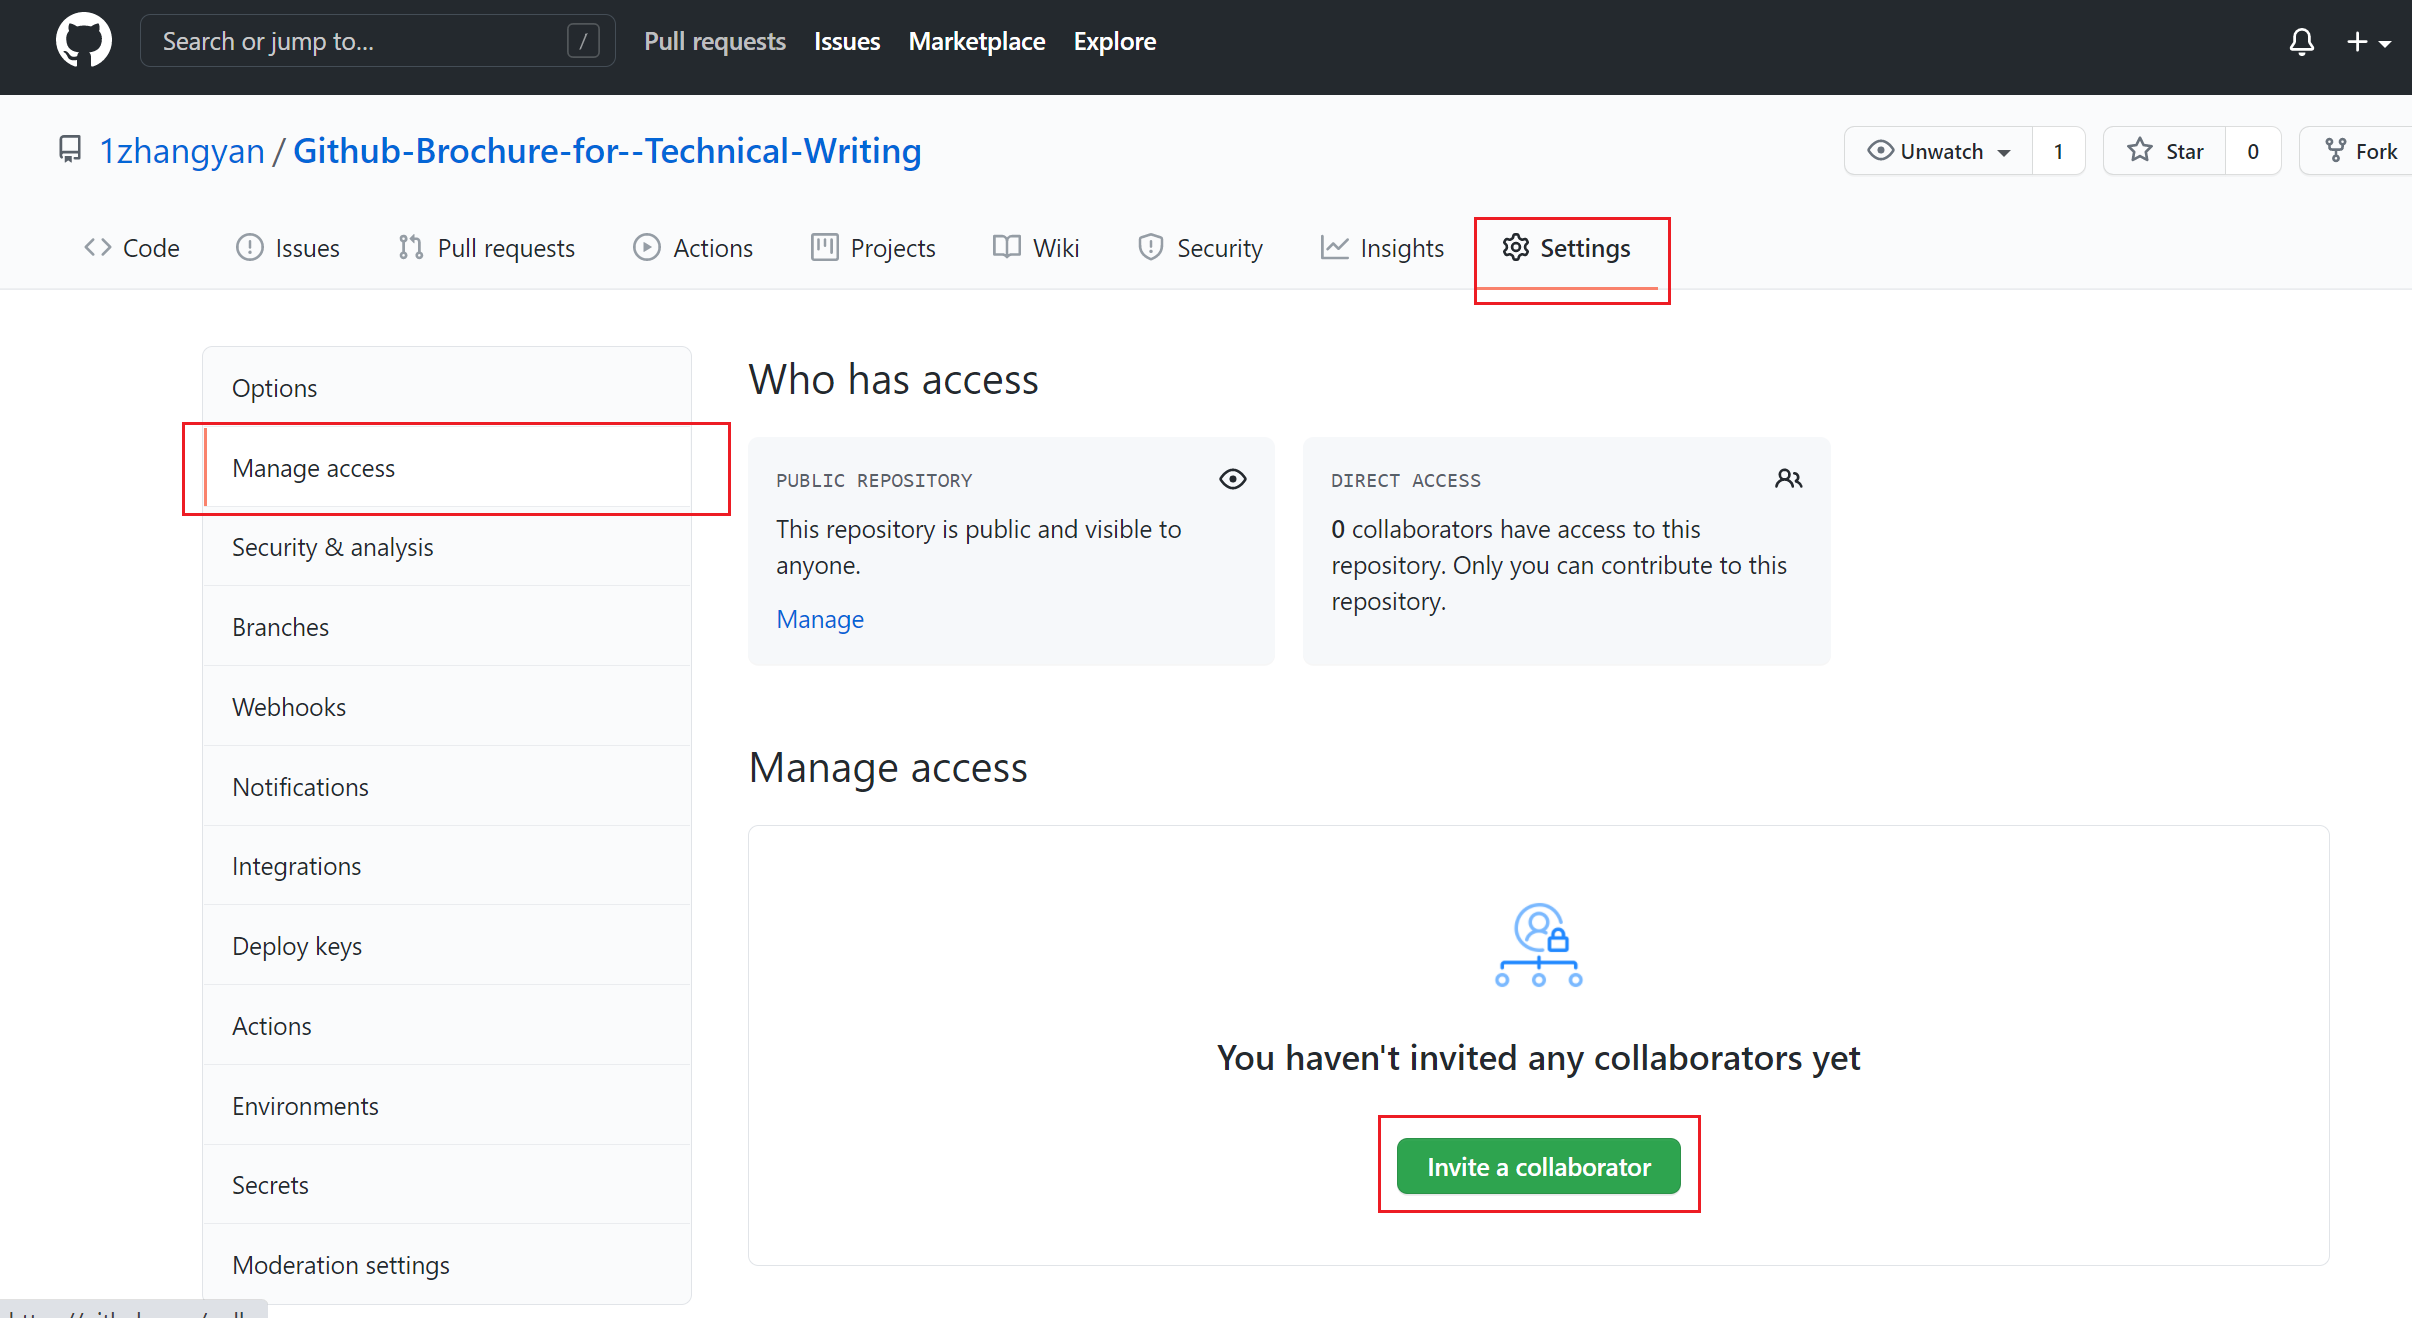 Search or jump to... /
Pull requests Issues Marketplace Explore
1zhangyan / Github-Brochure-for--Technical-Writing
Unwatch 1 Star 0 Fork
Code Issues Pull requests Actions Projects Wiki Security Insights Settings
Options
Manage access
Security & analysis
Branches
Webhooks
Notifications
Integrations
Deploy keys
Actions
Environments
Secrets
Moderation settings
Who has access
PUBLIC REPOSITORY
This repository is public and visible to
anyone.
Manage
DIRECT ACCESS
0 collaborators have access to this
repository. Only you can contribute to this
repository.
Manage access
You haven't invited any collaborators yet
Invite a collaborator